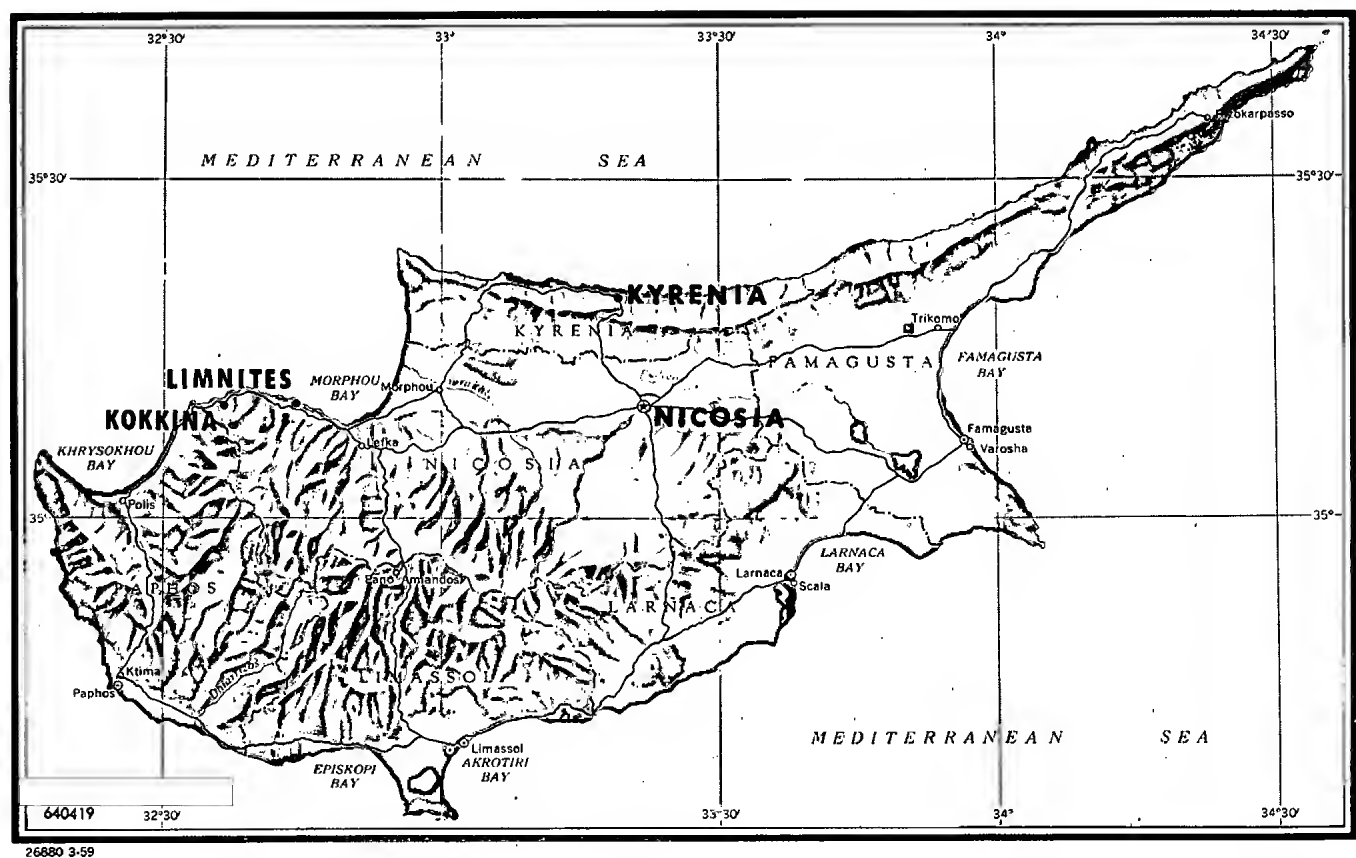 32°30'
33°
33°30'
34°
34°30'
MEDITERRANEAN SEA
35°30'
35°30'
KYRENIA
KYRENIA
Trikomo
FAMAGUSTA
FAMAGUSTA
BAY
LIMNITES
MORPHOU
BAY
Morphou
KOKKINA
NICOSIA
KHRYSOKHOU
BAY
Lefka
NICOSIA
Famagusta
Varosha
Polis
35°
35°
LARNACA
BAY
Pano Amiandos
Larnaca
Scala
LARNACA
Ktima
Paphos
LIMASSOL
MEDITERRANEAN SEA
Limassol
AKROTIRI
BAY
EPISKOPI
BAY
640419
32°30'
33°30'
34°
34°30'
26880 3-59